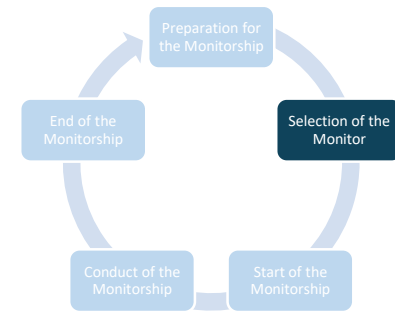 Preparation for
the Monitorship
Selection of the
Monitor
Start of the
Monitorship
Conduct of the
Monitorship
End of the
Monitorship